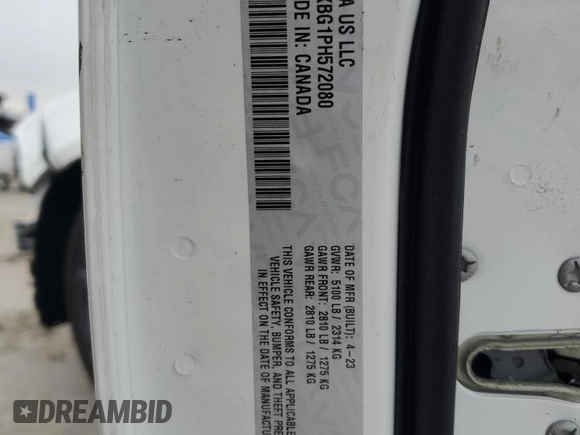 A US LLC
DATE OF MFR (BUILT): 4-23
GVWR: 5100 LB / 2314 KG
GAWR FRONT: 2810 LB / 1275 KG
GAWR REAR: 2810 LB / 1275 KG
THIS VEHICLE CONFORMS TO ALL APPLICABLE
VEHICLE SAFETY, BUMPER, AND THEFT PRE
IN EFFECT ON THE DATE OF MANUFACTU
BG1PH572080
DE IN: CANADA
DREAMBID